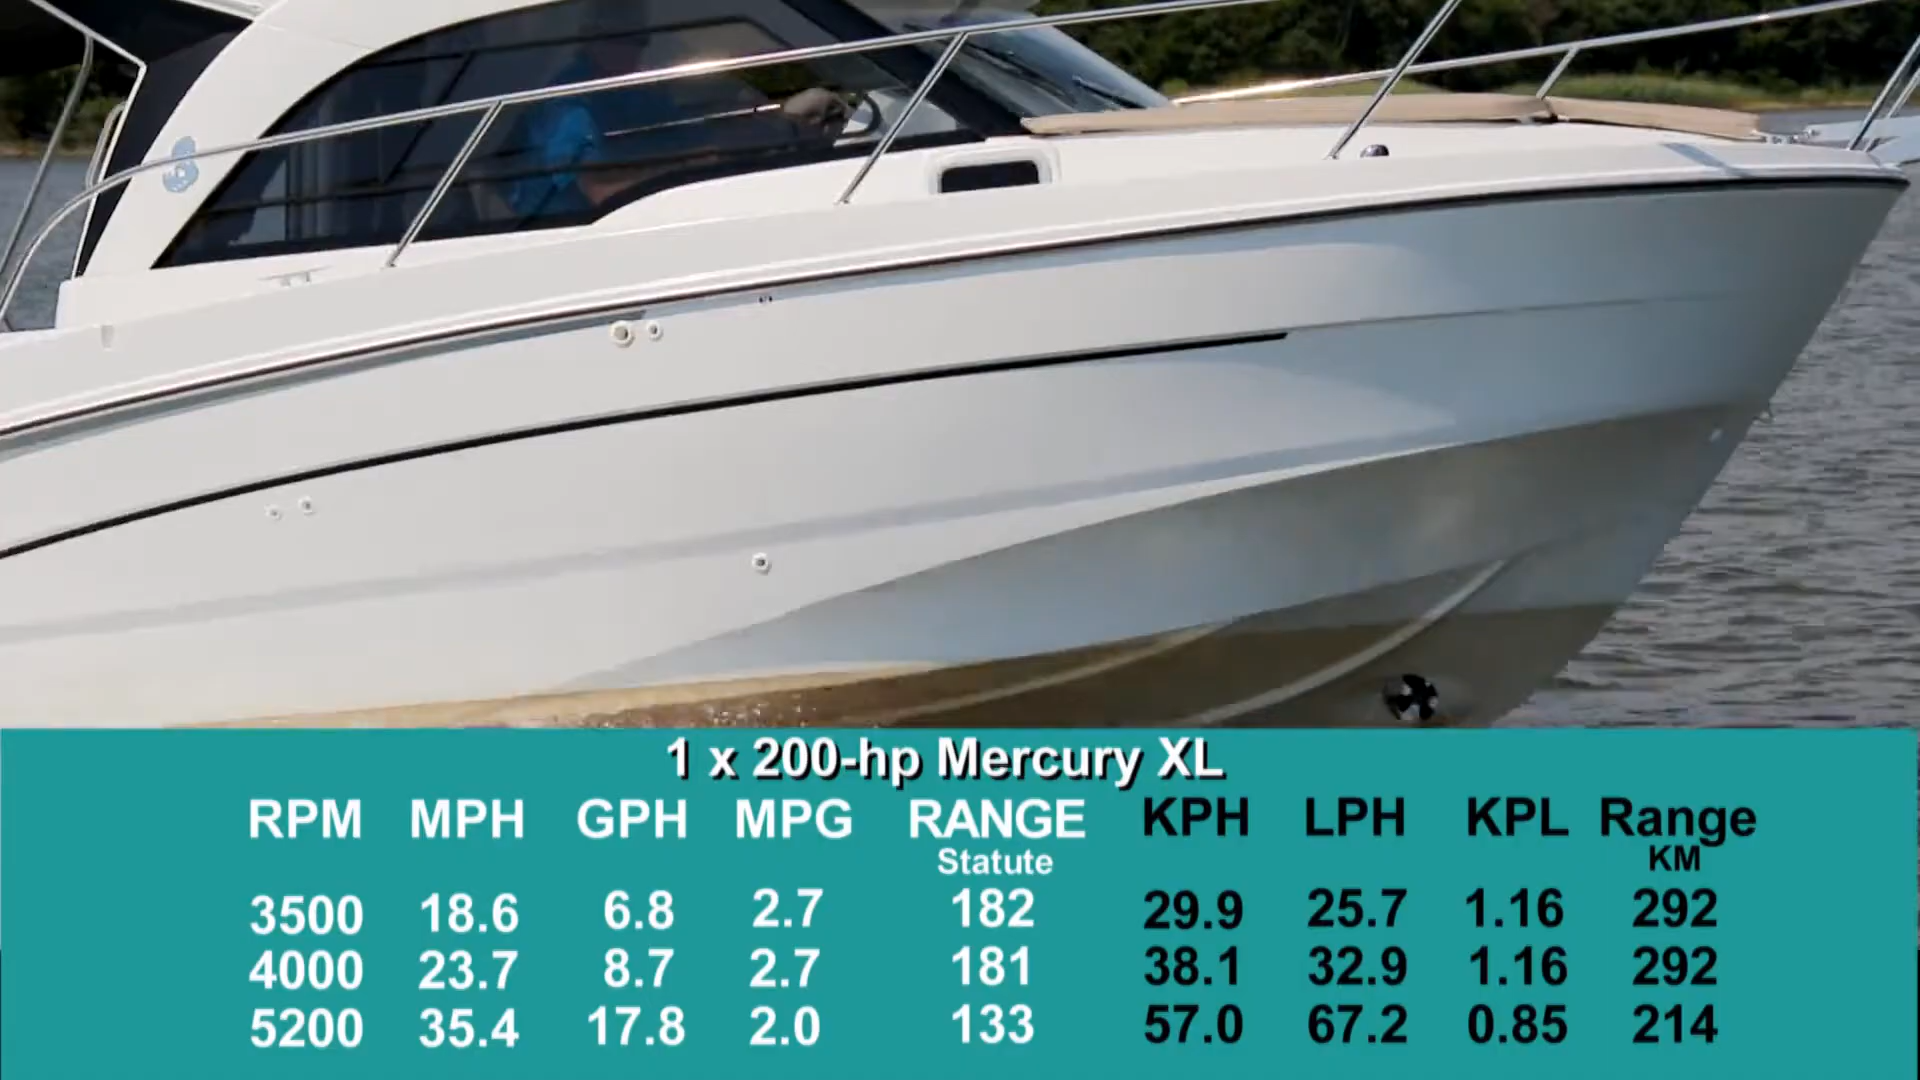 1 x 200-hp Mercury XL
RPM MPH GPH MPG RANGE KPH LPH KPL Range
Statute KM
3500 18.6 6.8 2.7 182 29.9 25.7 1.16 292
4000 23.7 8.7 2.7 181 38.1 32.9 1.16 292
5200 35.4 17.8 2.0 133 57.0 67.2 0.85 214